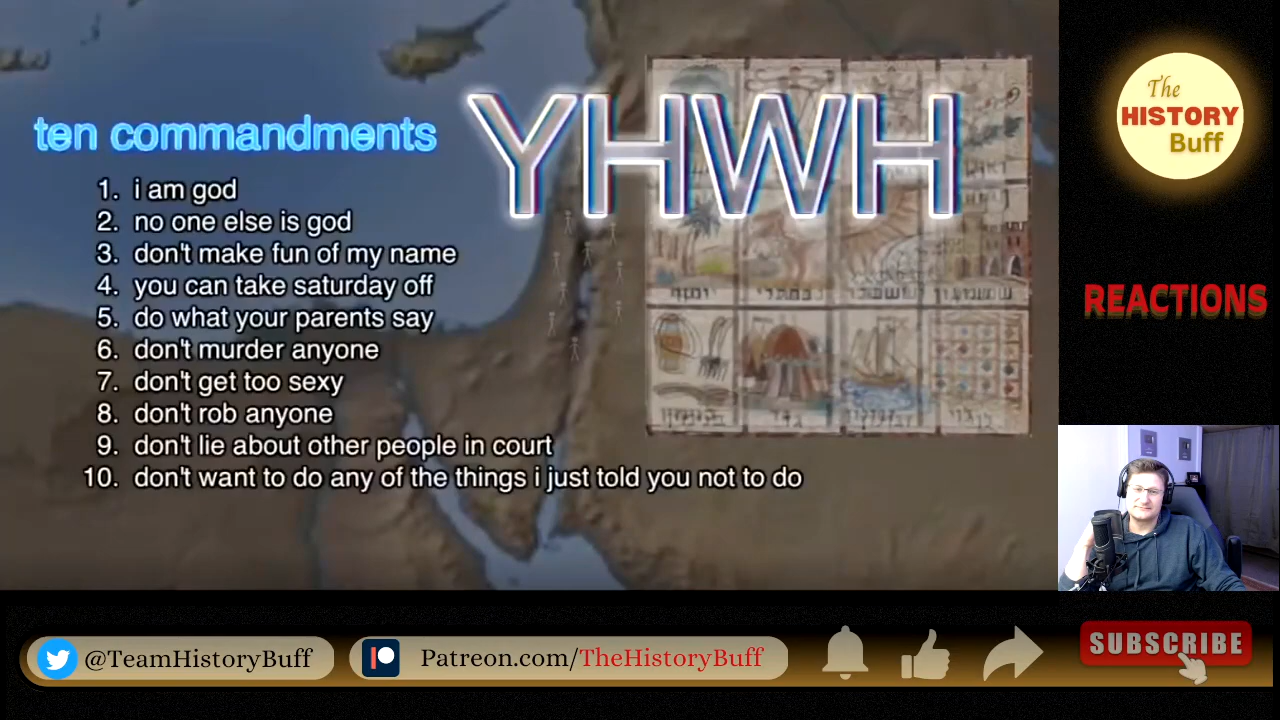 ten commandments
YHWH
1. i am god
2. no one else is god
3. don't make fun of my name
4. you can take saturday off
5. do what your parents say
6. don't murder anyone
7. don't get too sexy
8. don't rob anyone
9. don't lie about other people in court
10. don't want to do any of the things i just told you not to do
The
HISTORY
Buff
REACTIONS
@TeamHistoryBuff
Patreon.com/TheHistoryBuff
SUBSCRIBE